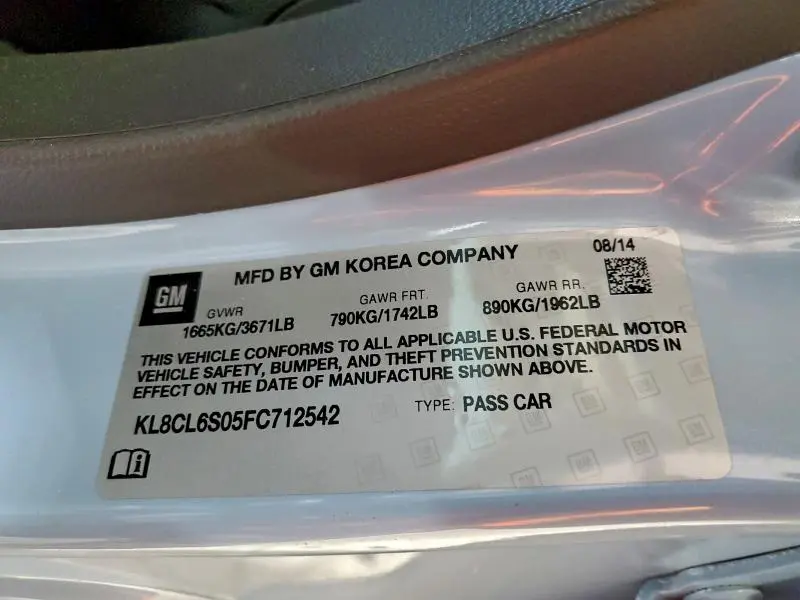 GM
MFD BY GM KOREA COMPANY
08/14
GVWR
1665KG/3671LB
GAWR FRT.
790KG/1742LB
GAWR RR.
890KG/1962LB
THIS VEHICLE CONFORMS TO ALL APPLICABLE U.S. FEDERAL MOTOR
VEHICLE SAFETY, BUMPER, AND THEFT PREVENTION STANDARDS IN
EFFECT ON THE DATE OF MANUFACTURE SHOWN ABOVE.
KL8CL6S05FC712542
TYPE: PASS CAR